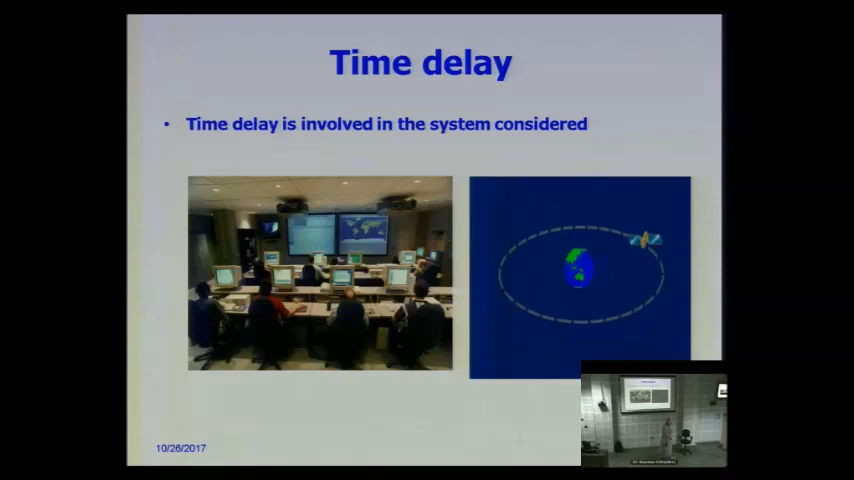 Time delay
• Time delay is involved in the system considered
10/26/2017